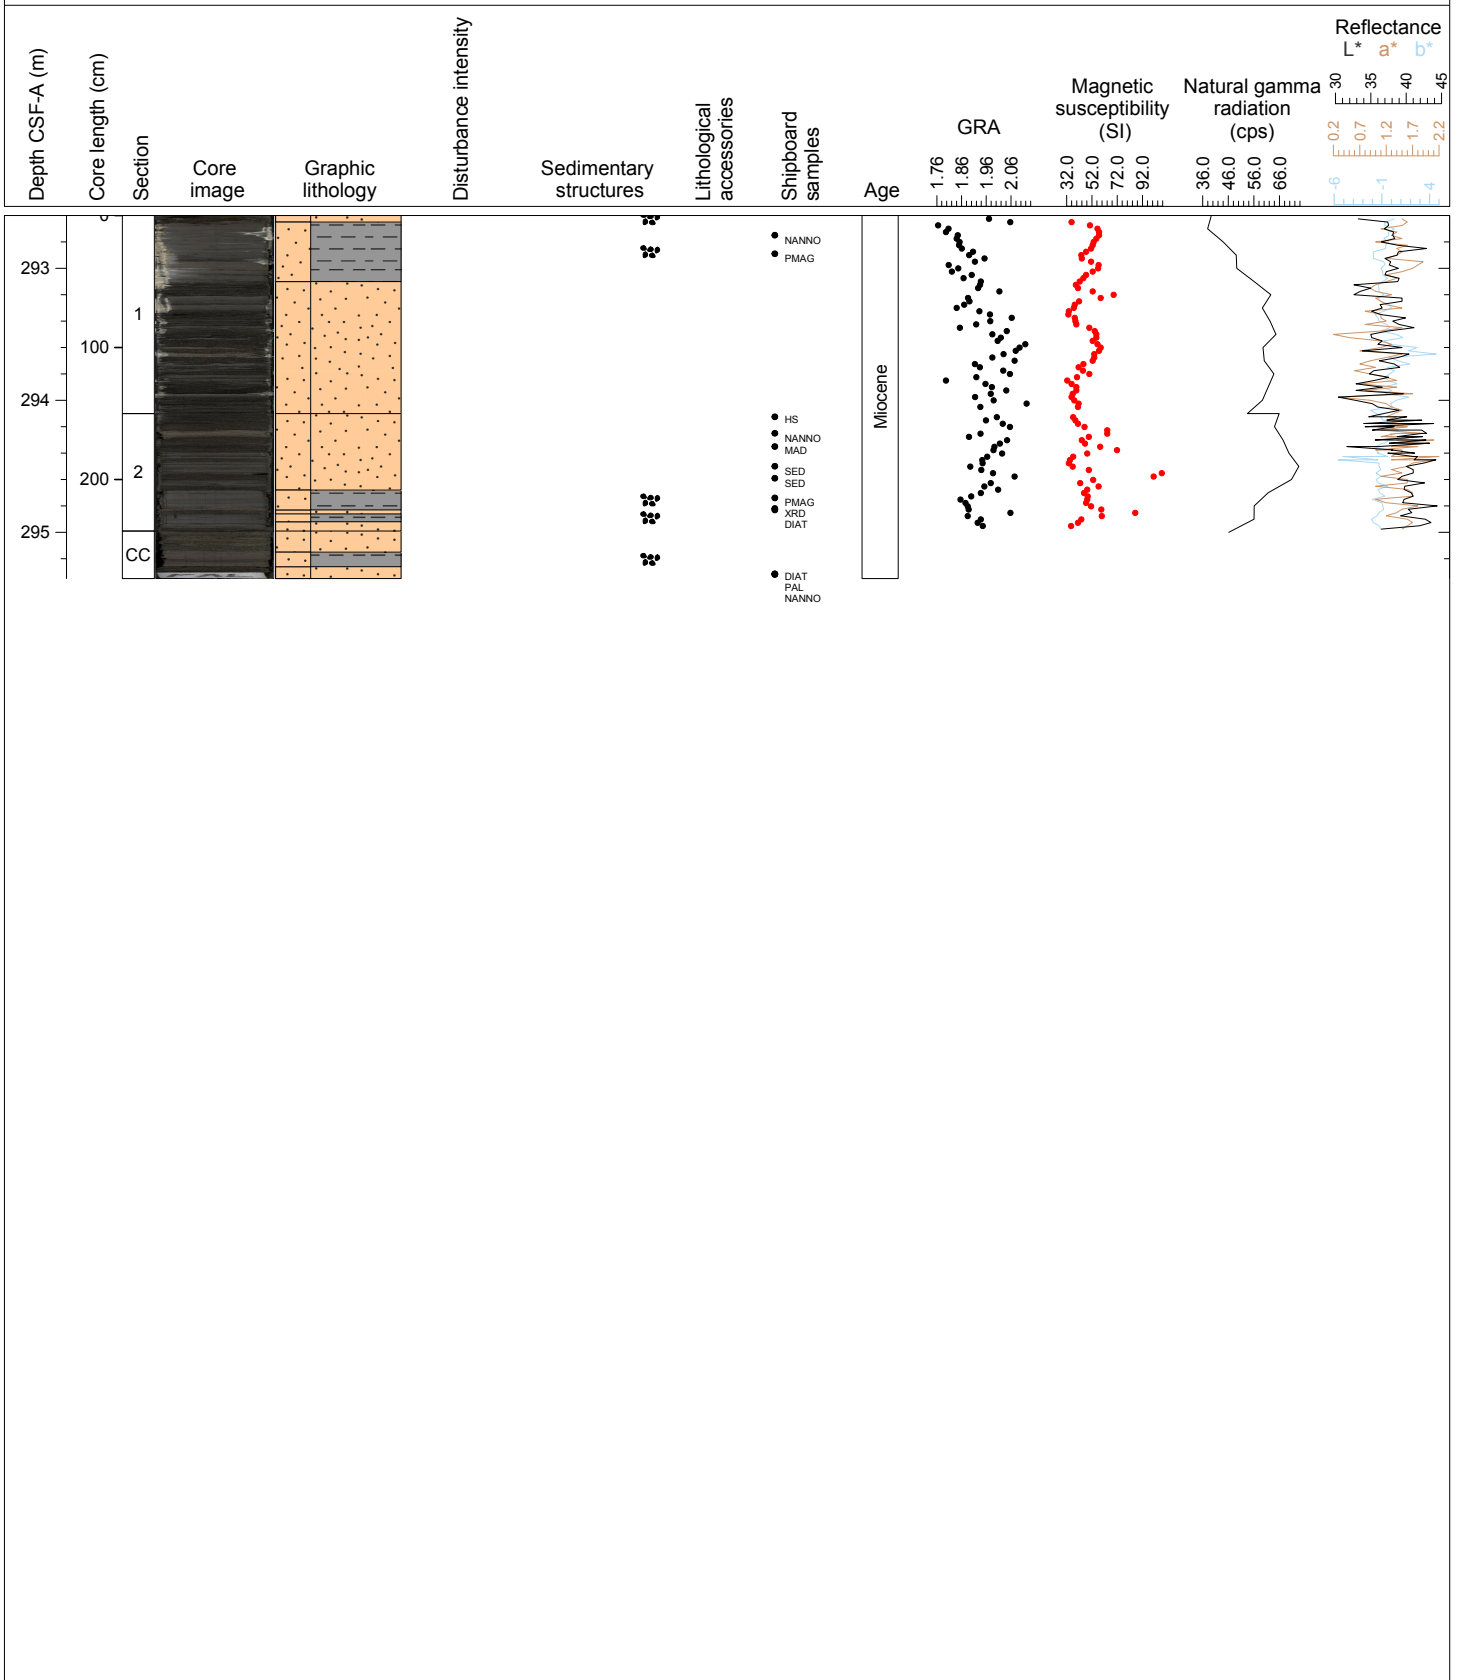 Depth CSF-A (m)
Core length (cm)
Section
Core
image
Graphic
lithology
Disturbance intensity
Sedimentary
structures
Lithological
accessories
Shipboard
samples
Age
GRA
1.76 1.86 1.96 2.06
Magnetic
susceptibility
(SI)
32.0 52.0 72.0 92.0
Natural gamma
radiation
(cps)
36.0 46.0 56.0 66.0
Reflectance
L* a* b*
30 35 40 45
0.2 0.7 1.2 1.7 2.2
-6 -1 4
0
NANNO
PMAG
293
1
100
294
Miocene
HS
NANNO
MAD
2
SED
200
SED
PMAG
XRD
DIAT
295
CC
DIAT
PAL
NANNO